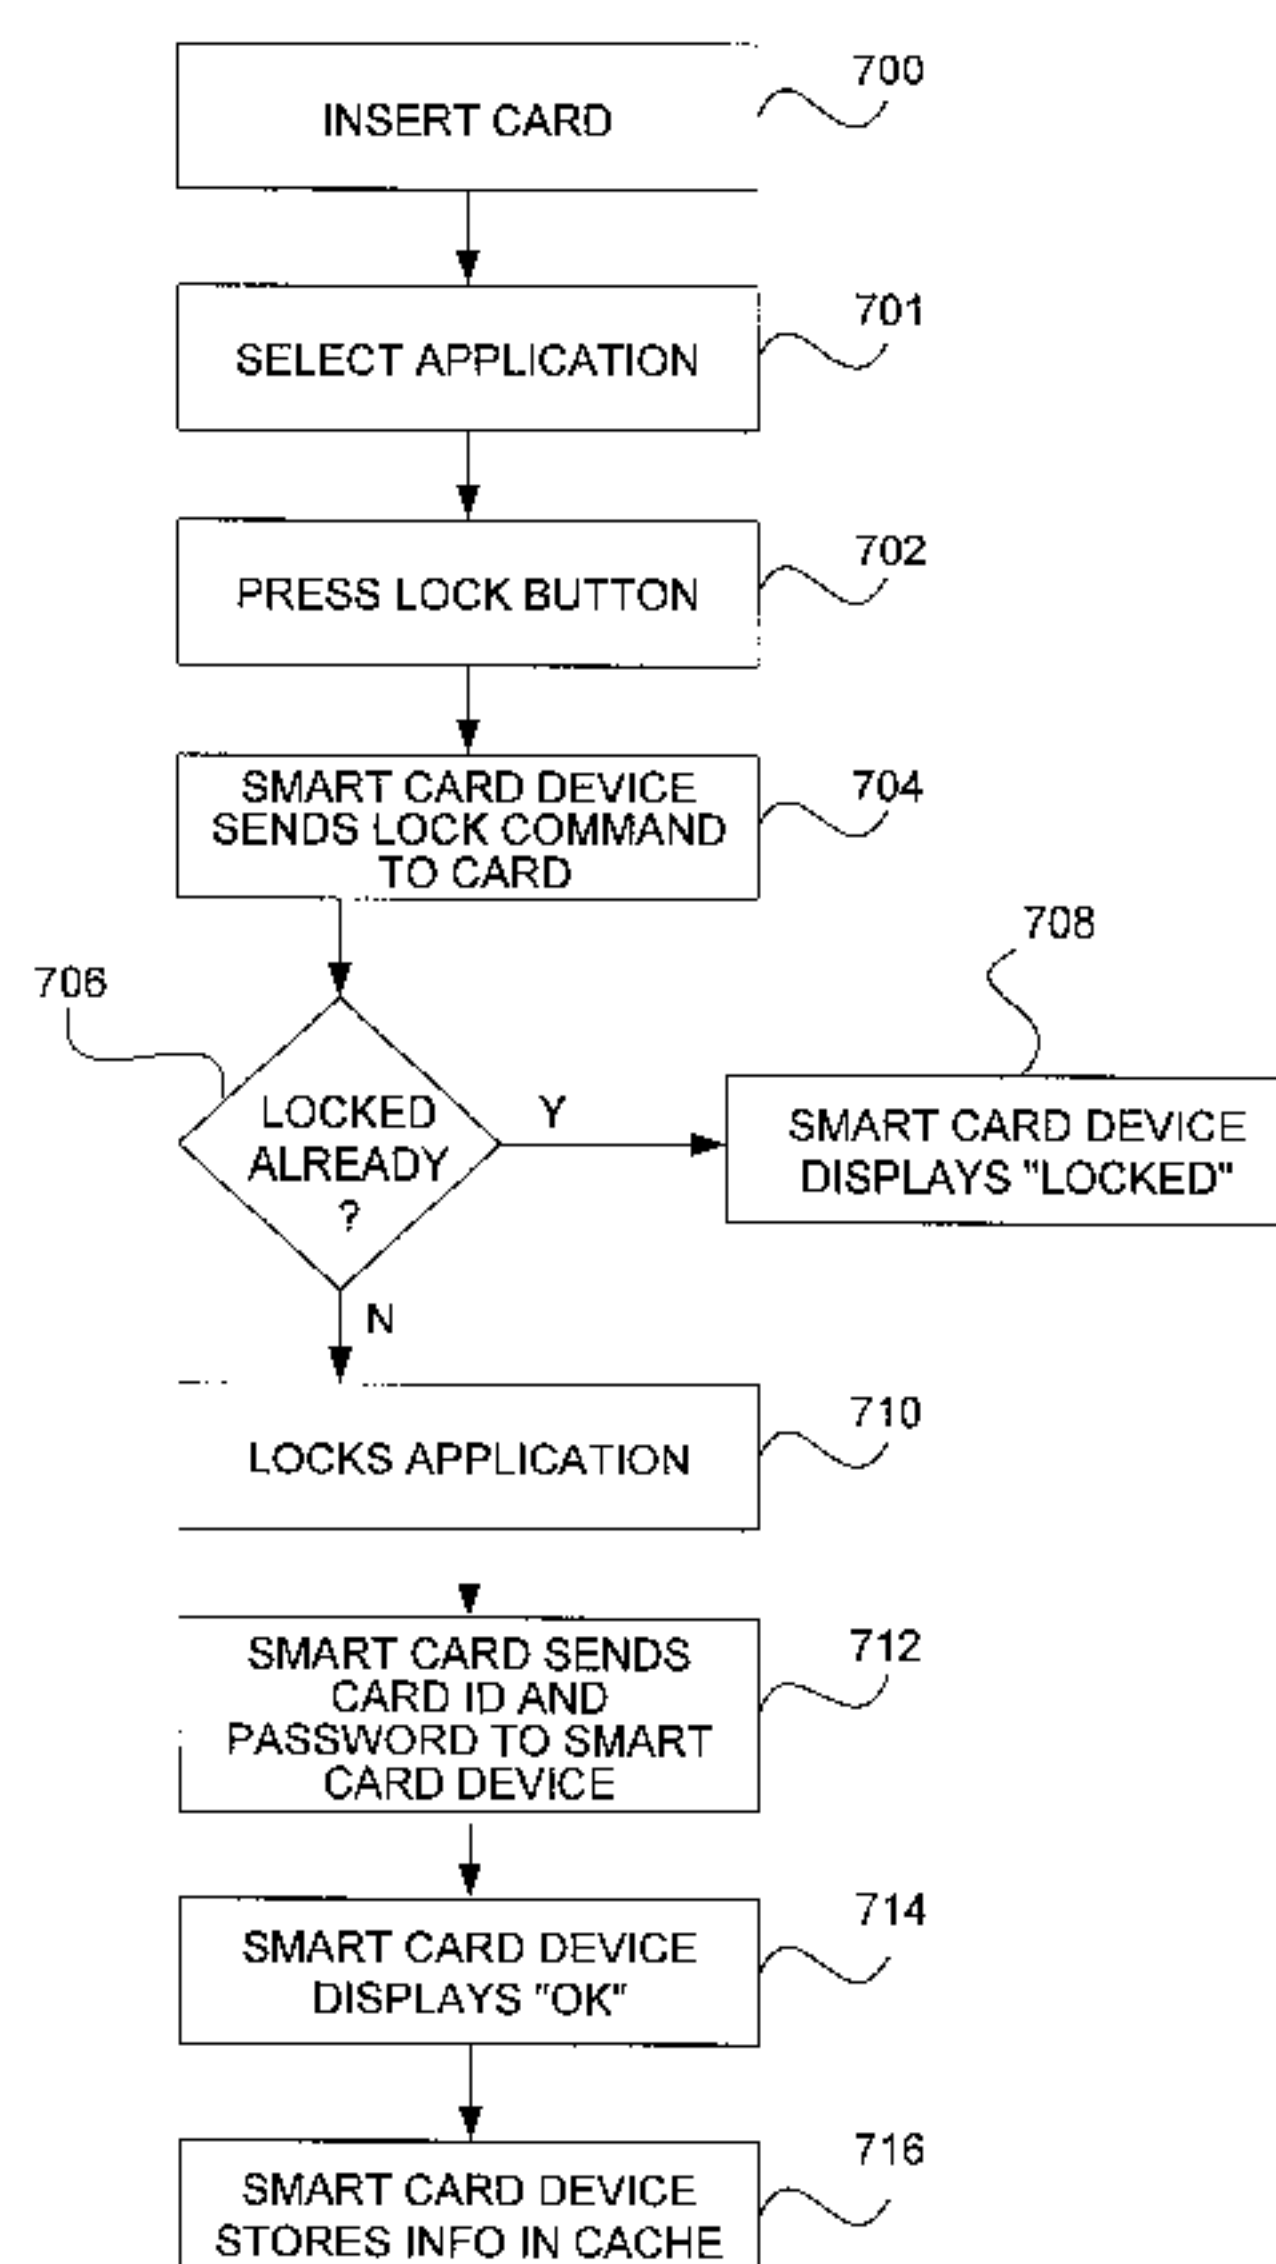 INSERT CARD
700
SELECT APPLICATION
701
PRESS LOCK BUTTON
702
SMART CARD DEVICE
SENDS LOCK COMMAND
TO CARD
704
706
LOCKED
ALREADY
?
Y
708
SMART CARD DEVICE
DISPLAYS "LOCKED"
N
LOCKS APPLICATION
710
SMART CARD SENDS
CARD ID AND
PASSWORD TO SMART
CARD DEVICE
712
SMART CARD DEVICE
DISPLAYS "OK"
714
SMART CARD DEVICE
STORES INFO IN CACHE
716